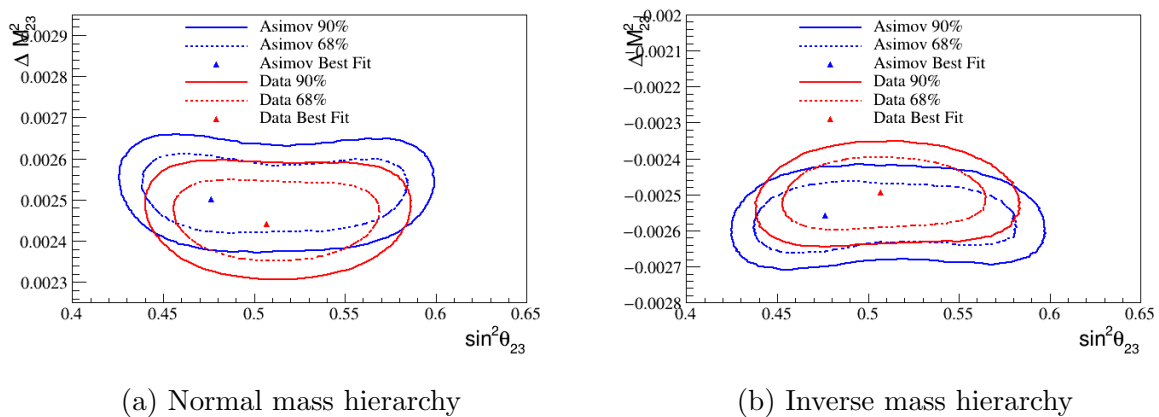 Δ M²₂₃
0.0029
0.0028
0.0027
0.0026
0.0025
0.0024
0.0023
0.4 0.45 0.5 0.55 0.6 0.65
sin²θ₂₃
Asimov 90%
Asimov 68%
Asimov Best Fit
Data 90%
Data 68%
Data Best Fit
(a) Normal mass hierarchy
Δ M²₂₃
−0.002
−0.0021
−0.0022
−0.0023
−0.0024
−0.0025
−0.0026
−0.0027
−0.0028
0.4 0.45 0.5 0.55 0.6 0.65
sin²θ₂₃
Asimov 90%
Asimov 68%
Asimov Best Fit
Data 90%
Data 68%
Data Best Fit
(b) Inverse mass hierarchy